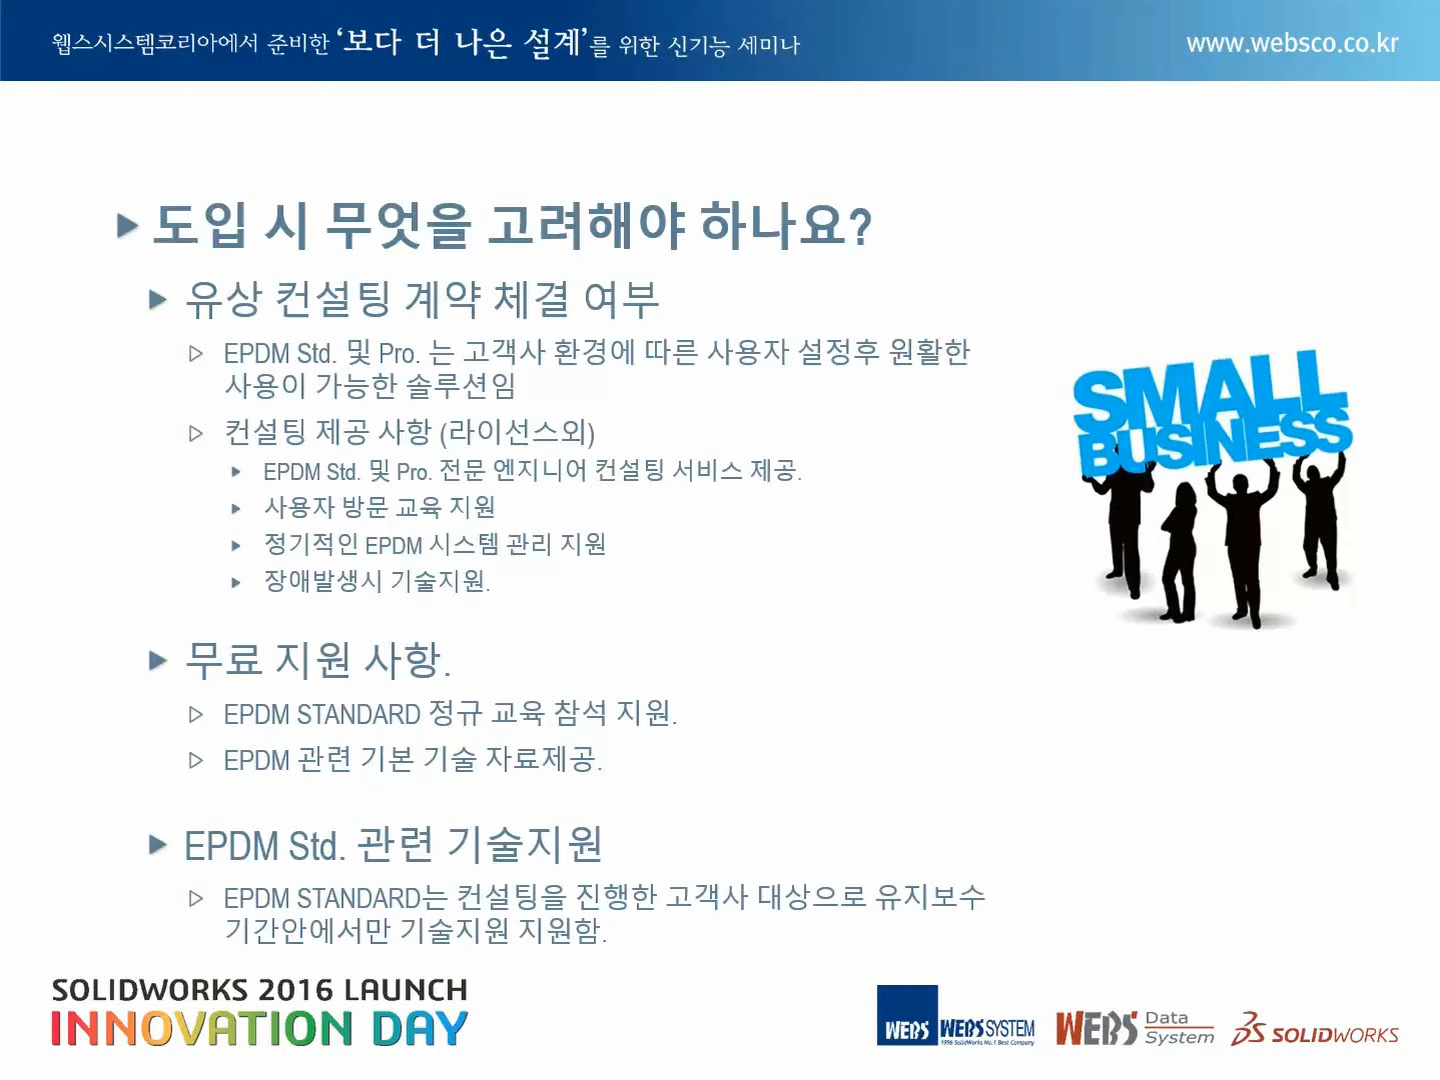 웹스시스템코리아에서 준비한 ‘보다 더 나은 설계’를 위한 신기능 세미나
www.websco.co.kr
도입 시 무엇을 고려해야 하나요?
유상 컨설팅 계약 체결 여부
EPDM Std. 및 Pro. 는 고객사 환경에 따른 사용자 설정후 원활한
사용이 가능한 솔루션임
컨설팅 제공 사항 (라이선스외)
EPDM Std. 및 Pro. 전문 엔지니어 컨설팅 서비스 제공.
사용자 방문 교육 지원
정기적인 EPDM 시스템 관리 지원
장애발생시 기술지원.
SMALL
BUSINESS
무료 지원 사항.
EPDM STANDARD 정규 교육 참석 지원.
EPDM 관련 기본 기술 자료제공.
EPDM Std. 관련 기술지원
EPDM STANDARD는 컨설팅을 진행한 고객사 대상으로 유지보수
기간안에서만 기술지원 지원함.
SOLIDWORKS 2016 LAUNCH
INNOVATION DAY
WEBS
WEBS SYSTEM
1996 SolidWorks No.1 Best Company
WEBS Data
System
SOLIDWORKS